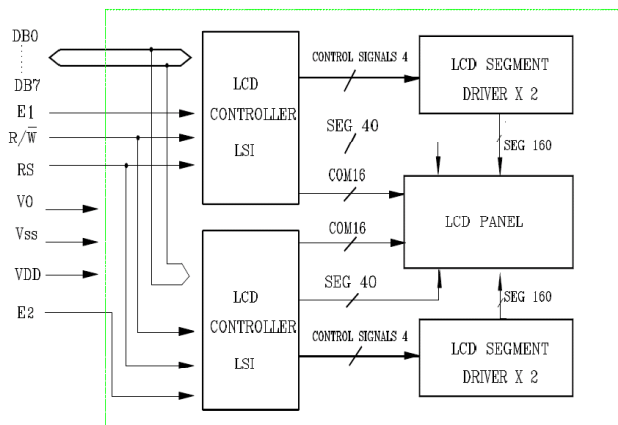 DB0
DB7
E1
R/W̅
RS
V0
Vss
VDD
E2
LCD
CONTROLLER
LSI
CONTROL SIGNALS 4
SEG 40
COM16
LCD SEGMENT
DRIVER X 2
SEG 160
LCD PANEL
COM16
SEG 40
CONTROL SIGNALS 4
LCD
CONTROLLER
LSI
SEG 160
LCD SEGMENT
DRIVER X 2